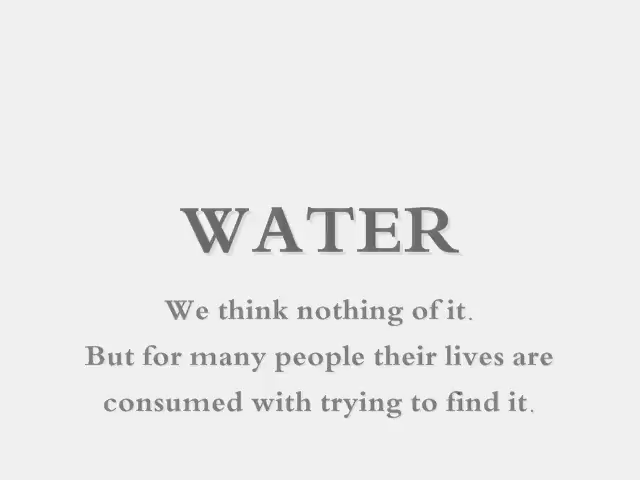 WATER
We think nothing of it.
But for many people their lives are
consumed with trying to find it.